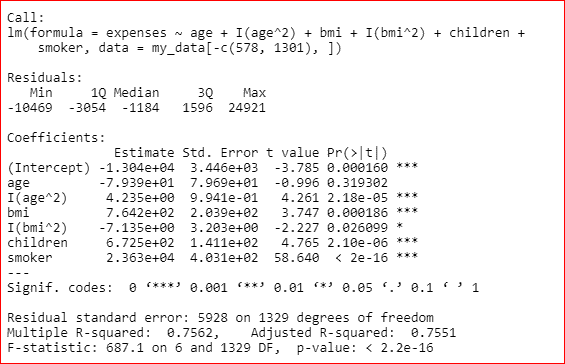 Call:
lm(formula = expenses ~ age + I(age^2) + bmi + I(bmi^2) + children +
    smoker, data = my_data[-c(578, 1301), ])
Residuals:
   Min     1Q Median     3Q    Max
-10469  -3054  -1184   1596  24921
Coefficients:
              Estimate Std. Error t value Pr(>|t|)
(Intercept) -1.304e+04  3.446e+03  -3.785 0.000160 ***
age         -7.939e+01  7.969e+01  -0.996 0.319302
I(age^2)     4.235e+00  9.941e-01   4.261 2.18e-05 ***
bmi          7.642e+02  2.039e+02   3.747 0.000186 ***
I(bmi^2)    -7.135e+00  3.203e+00  -2.227 0.026099 *
children     6.725e+02  1.411e+02   4.765 2.10e-06 ***
smoker       2.363e+04  4.031e+02  58.640  < 2e-16 ***
---
Signif. codes:  0 ‘***’ 0.001 ‘**’ 0.01 ‘*’ 0.05 ‘.’ 0.1 ‘ ’ 1
Residual standard error: 5928 on 1329 degrees of freedom
Multiple R-squared:  0.7562,    Adjusted R-squared:  0.7551
F-statistic: 687.1 on 6 and 1329 DF,  p-value: < 2.2e-16